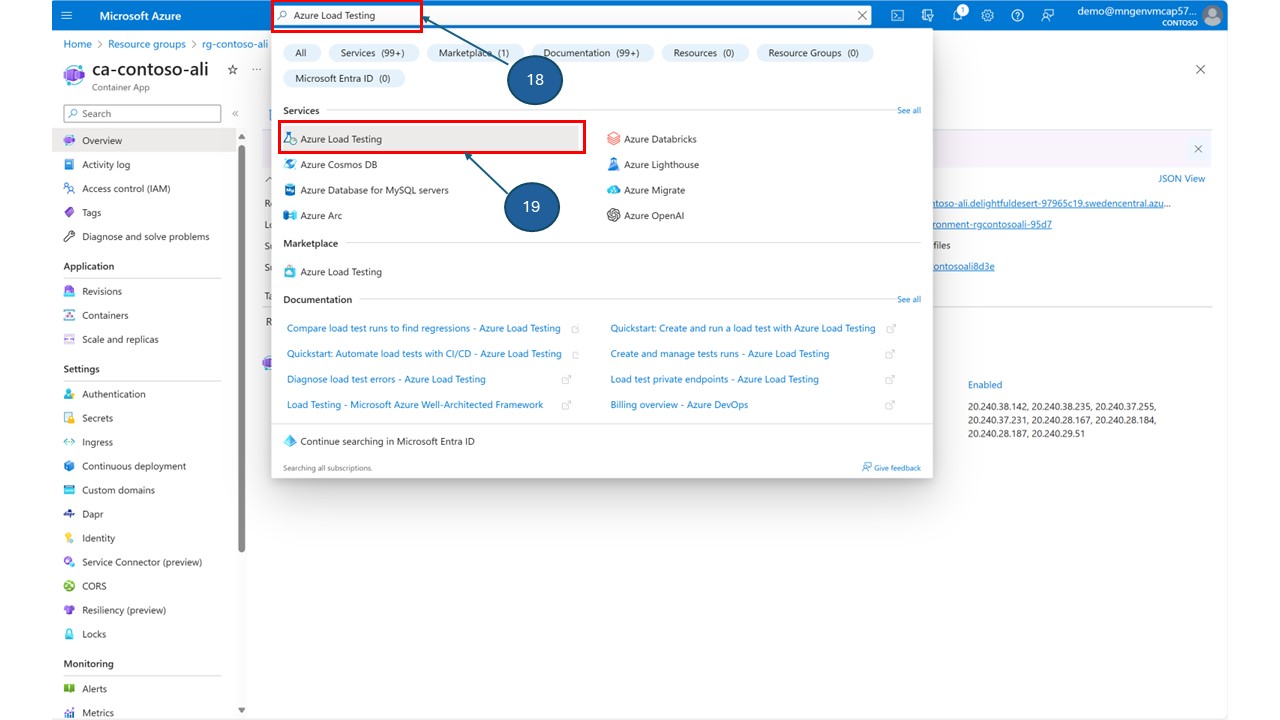 Microsoft Azure
Azure Load Testing
1
demo@mngenvmcap57...
CONTOSO
Home > Resource groups > rg-contoso-ali
ca-contoso-ali
Container App
Search
Overview
Activity log
Access control (IAM)
Tags
Diagnose and solve problems
Application
Revisions
Containers
Scale and replicas
Settings
Authentication
Secrets
Ingress
Continuous deployment
Custom domains
Dapr
Identity
Service Connector (preview)
CORS
Resiliency (preview)
Locks
Monitoring
Alerts
Metrics
All
Services (99+)
Marketplace (1)
Documentation (99+)
Resources (0)
Resource Groups (0)
Microsoft Entra ID (0)
18
Services
See all
Azure Load Testing
Azure Databricks
Azure Cosmos DB
Azure Lighthouse
Azure Database for MySQL servers
Azure Migrate
Azure Arc
Azure OpenAI
19
Marketplace
Azure Load Testing
Documentation
See all
Compare load test runs to find regressions - Azure Load Testing
Quickstart: Create and run a load test with Azure Load Testing
Quickstart: Automate load tests with CI/CD - Azure Load Testing
Create and manage tests runs - Azure Load Testing
Diagnose load test errors - Azure Load Testing
Load test private endpoints - Azure Load Testing
Load Testing - Microsoft Azure Well-Architected Framework
Billing overview - Azure DevOps
Continue searching in Microsoft Entra ID
Searching all subscriptions.
Give feedback
JSON View
ntoso-ali.delightfuldesert-97965c19.swedencentral.azu...
ronment-rgcontosoali-95d7
files
ontosoali8d3e
Enabled
20.240.38.142, 20.240.38.235, 20.240.37.255,
20.240.37.231, 20.240.28.167, 20.240.28.184,
20.240.28.187, 20.240.29.51